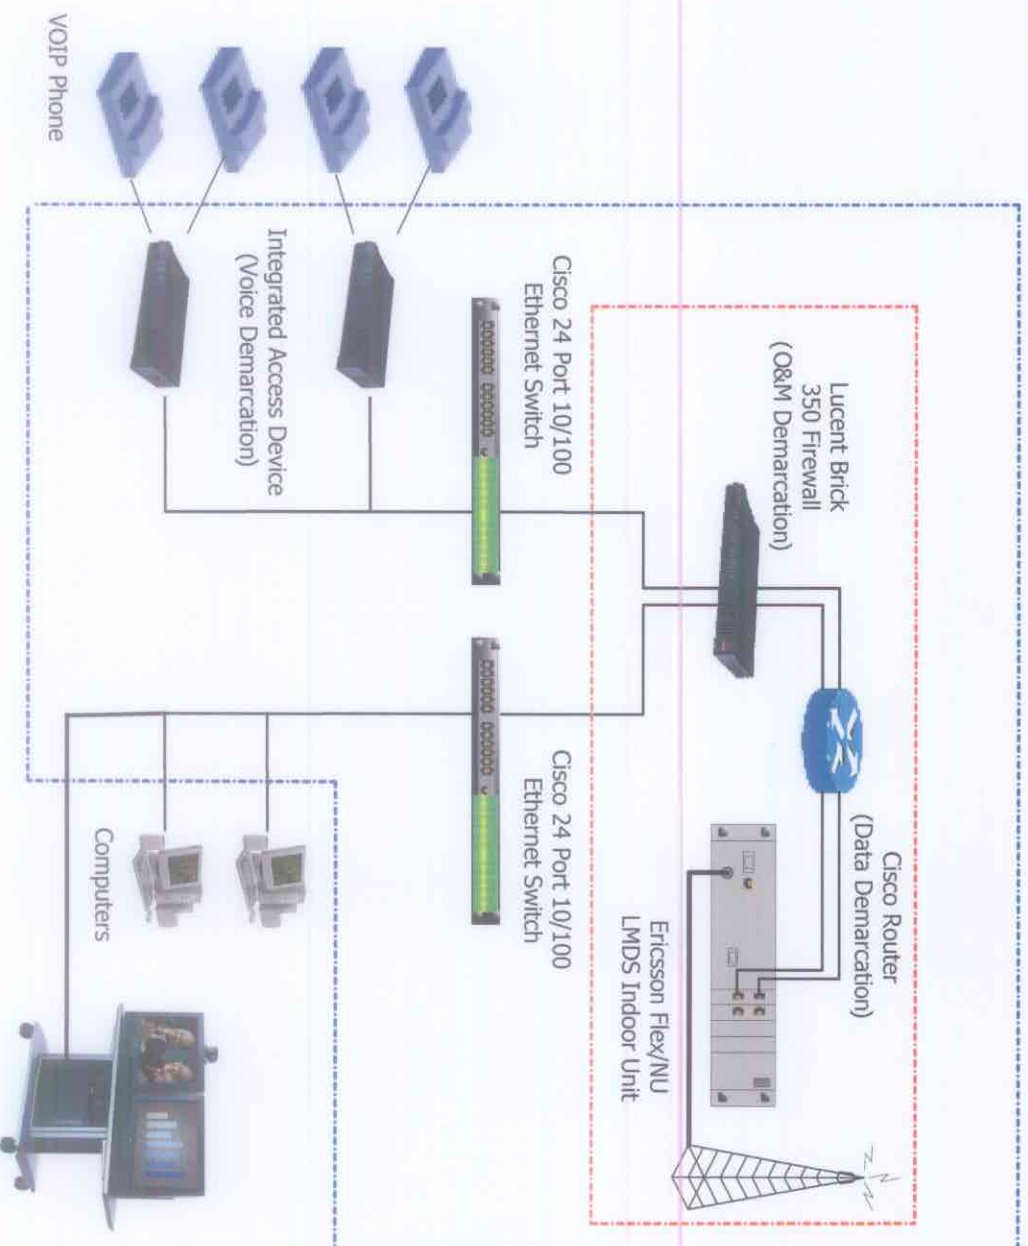 Cisco Router
(Data Demarcation)
Lucent Brick
350 Firewall
(O&M Demarcation)
Ericsson Flex/NU
LMDS Indoor Unit
Cisco 24 Port 10/100
Ethernet Switch
Cisco 24 Port 10/100
Ethernet Switch
Integrated Access Device
(Voice Demarcation)
Computers
VOIP Phone